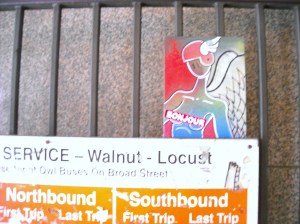 BONJOUR
SERVICE – Walnut - Locust
at Owl Buses On Broad Street
Northbound
Southbound
First Trip Last Trip
First Trip Last Trip